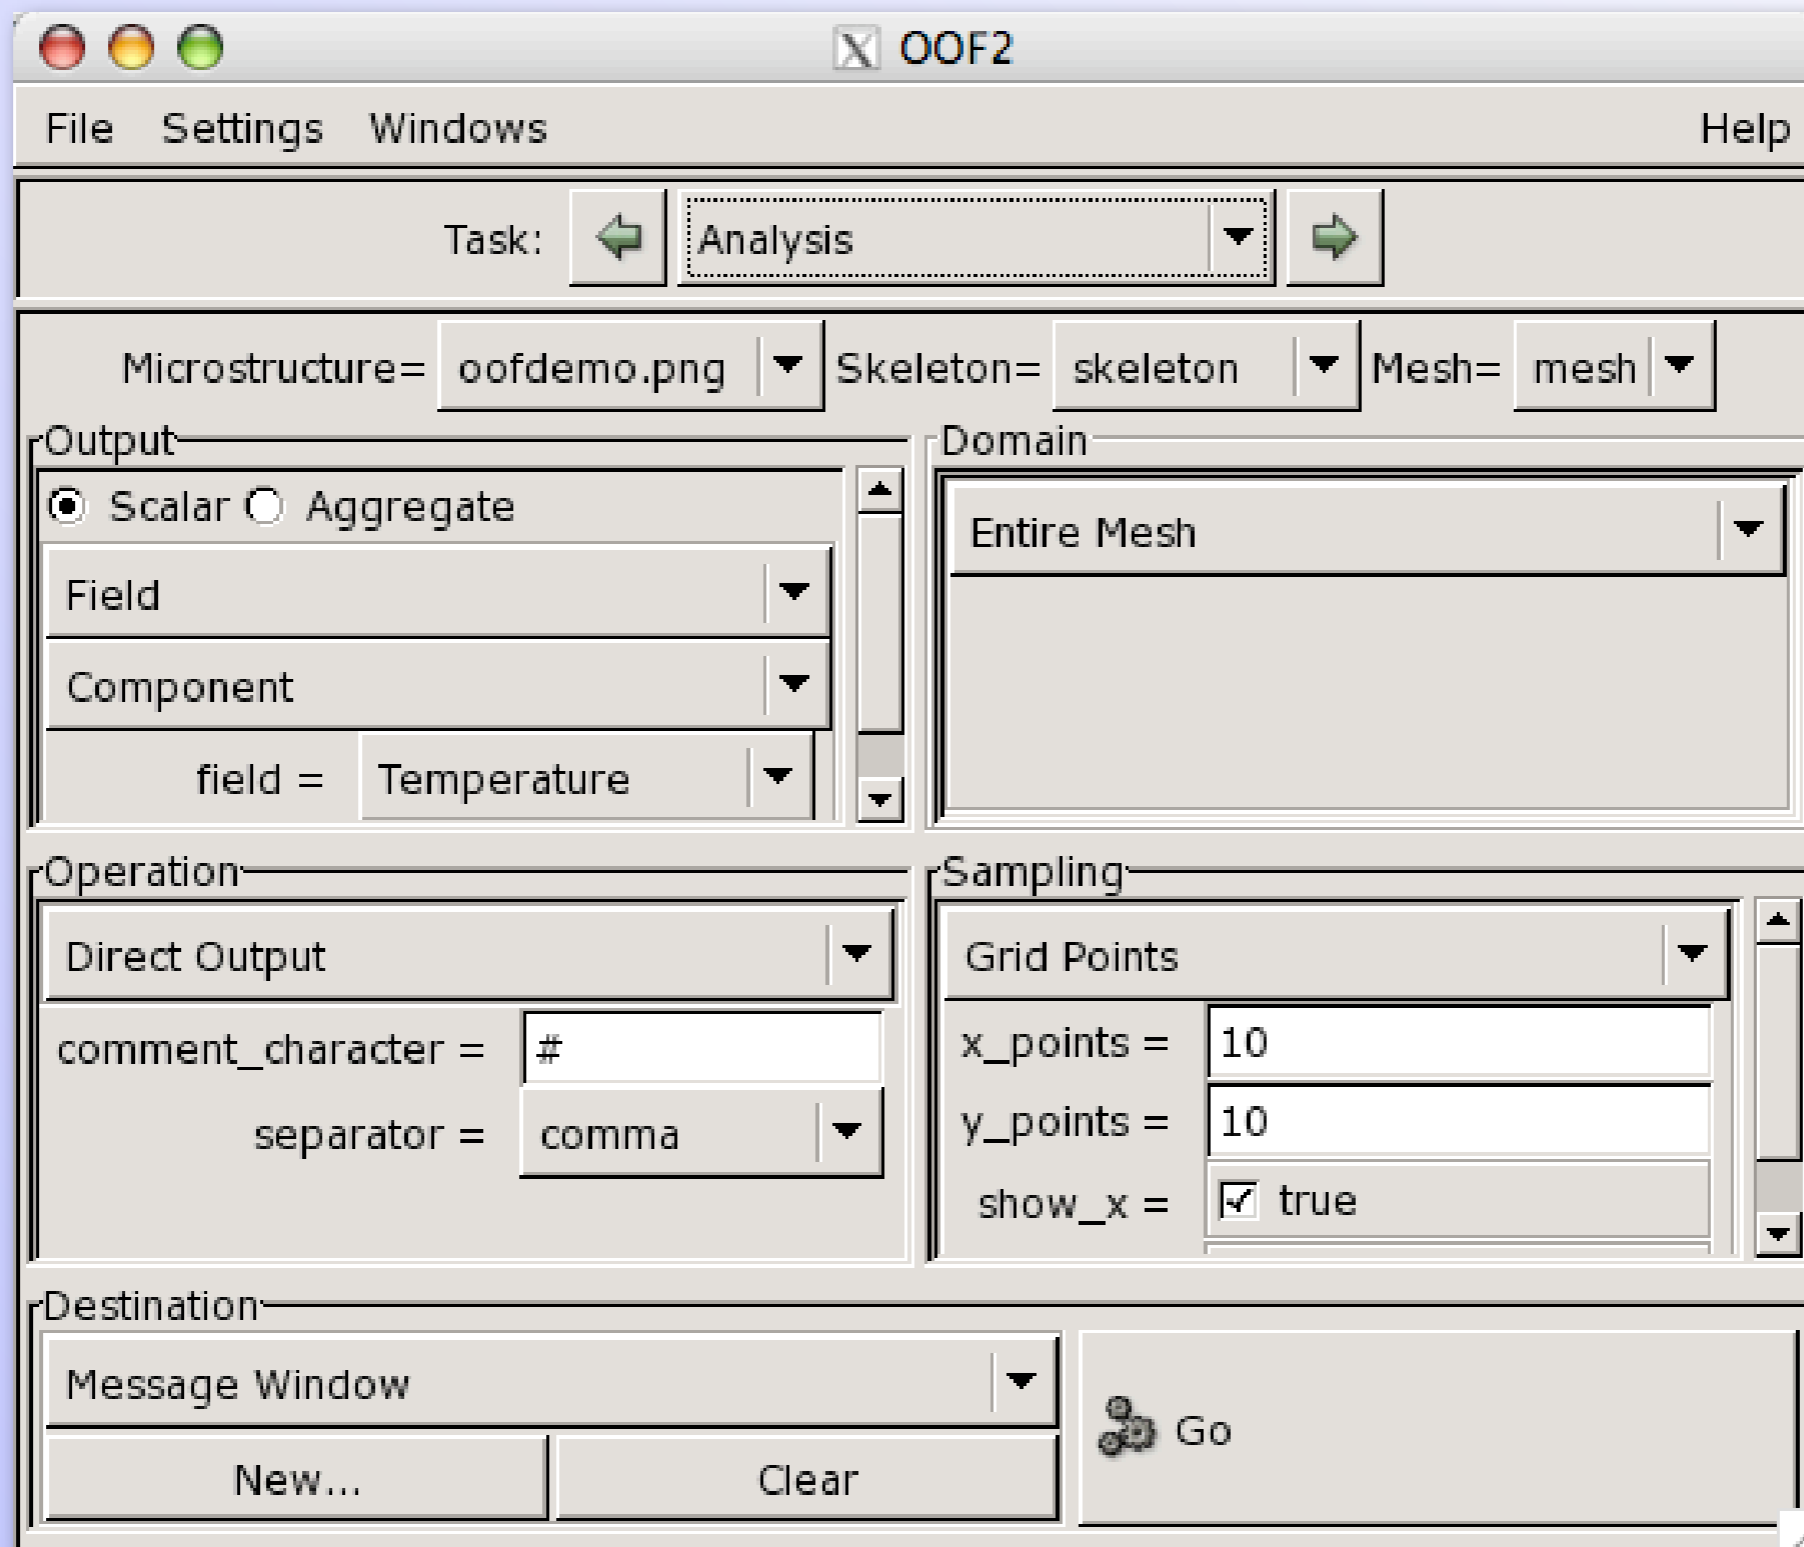 OOF2
File Settings Windows Help
Task: Analysis
Microstructure= oofdemo.png Skeleton= skeleton Mesh= mesh
Output
Scalar Aggregate
Field
Component
field = Temperature
Domain
Entire Mesh
Operation
Direct Output
comment_character = #
separator = comma
Sampling
Grid Points
x_points = 10
y_points = 10
show_x = true
Destination
Message Window
New... Clear
Go